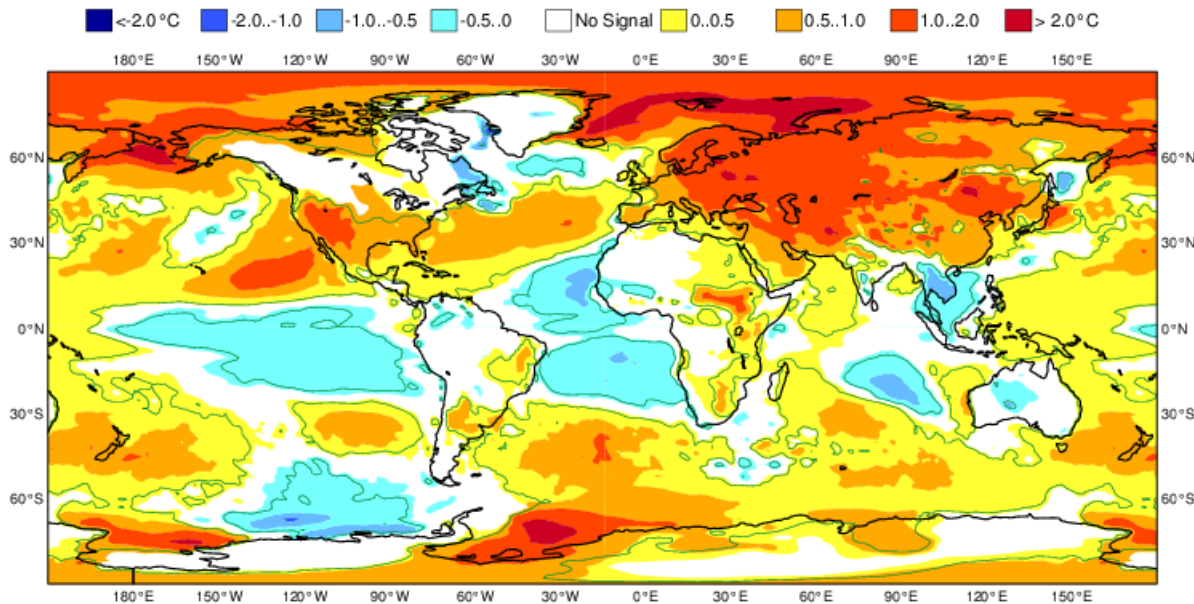 <-2.0°C -2.0..-1.0 -1.0..-0.5 -0.5..0 No Signal 0..0.5 0.5..1.0 1.0..2.0 > 2.0°C
180°E 150°W 120°W 90°W 60°W 30°W 0°E 30°E 60°E 90°E 120°E 150°E
60°N 60°N
30°N 30°N
0°N 0°N
30°S 30°S
60°S 60°S
180°E 150°W 120°W 90°W 60°W 30°W 0°E 30°E 60°E 90°E 120°E 150°E